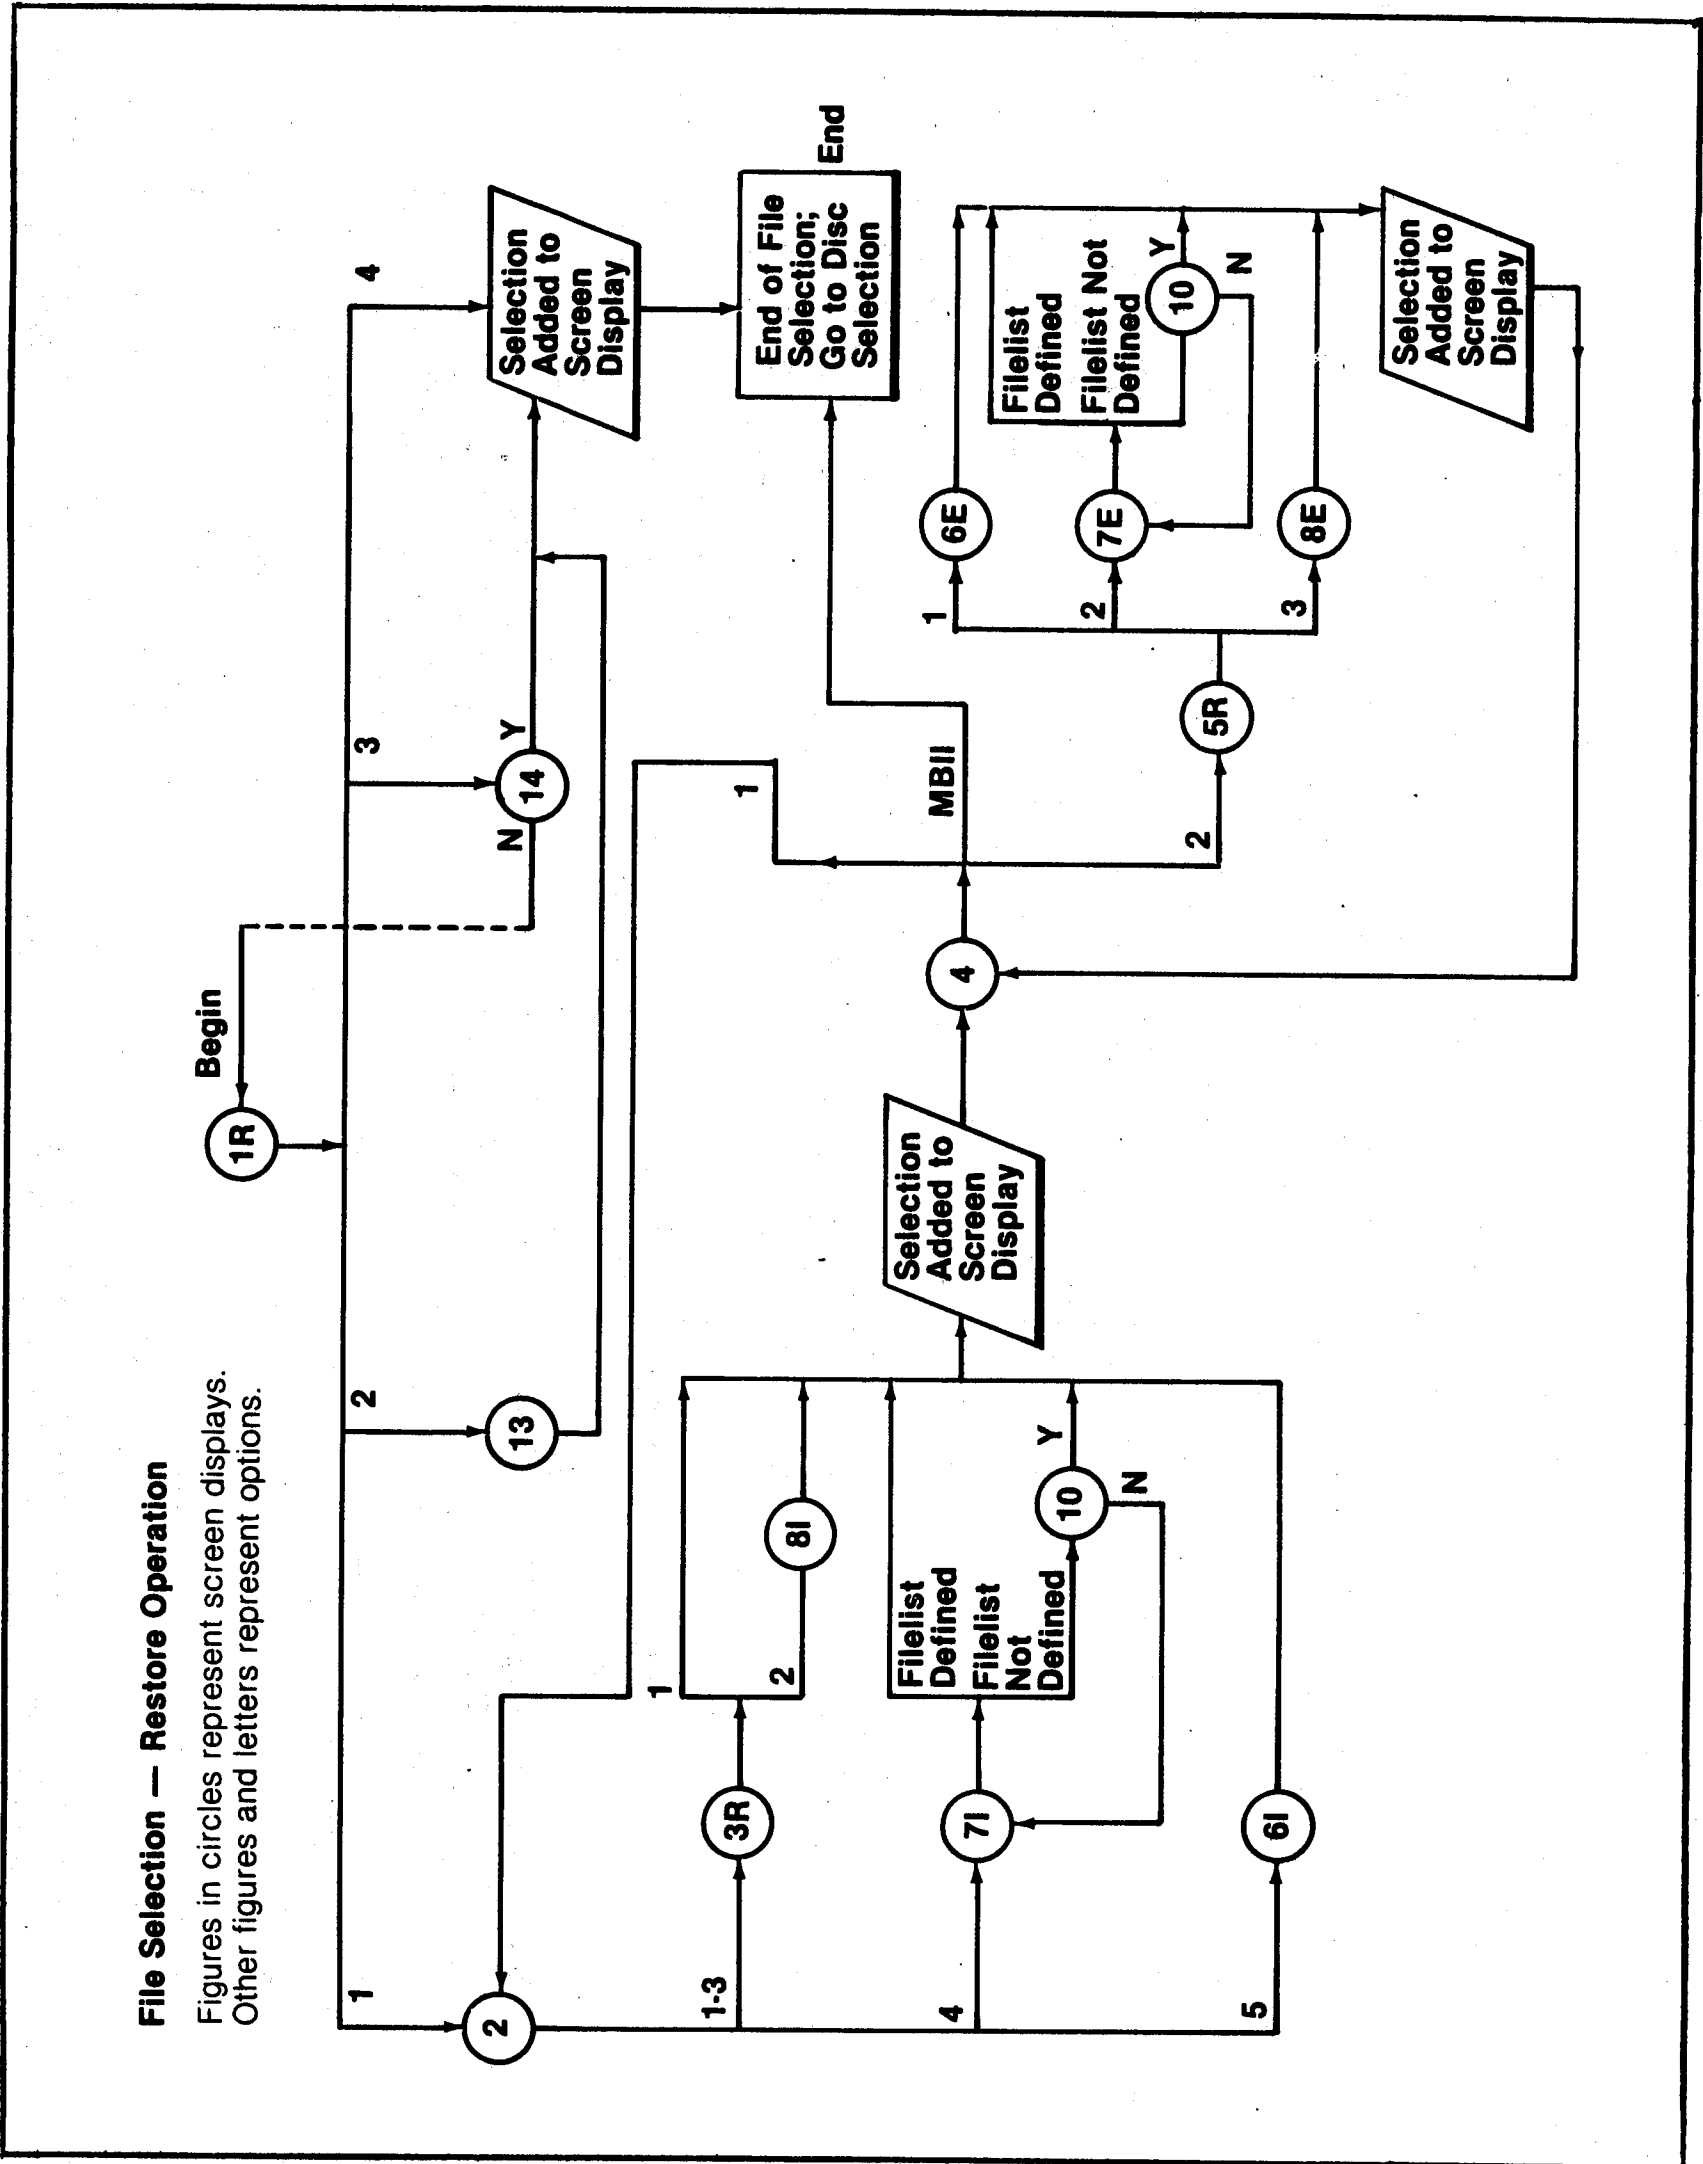 File Selection — Restore Operation
Figures in circles represent screen displays.
Other figures and letters represent options.
Begin
1R
1
2
3
4
2
13
N
14
Y
Selection
Added to
Screen
Display
End of File
Selection;
Go to Disc
Selection
End
1-3
3R
1
2
8I
4
7I
Filelist
Defined
Filelist
Not
Defined
10
Y
N
5
6I
Selection
Added to
Screen
Display
4
1
MBII
2
5R
1
6E
2
7E
Filelist
Defined
Filelist Not
Defined
10
Y
N
3
8E
Selection
Added to
Screen
Display